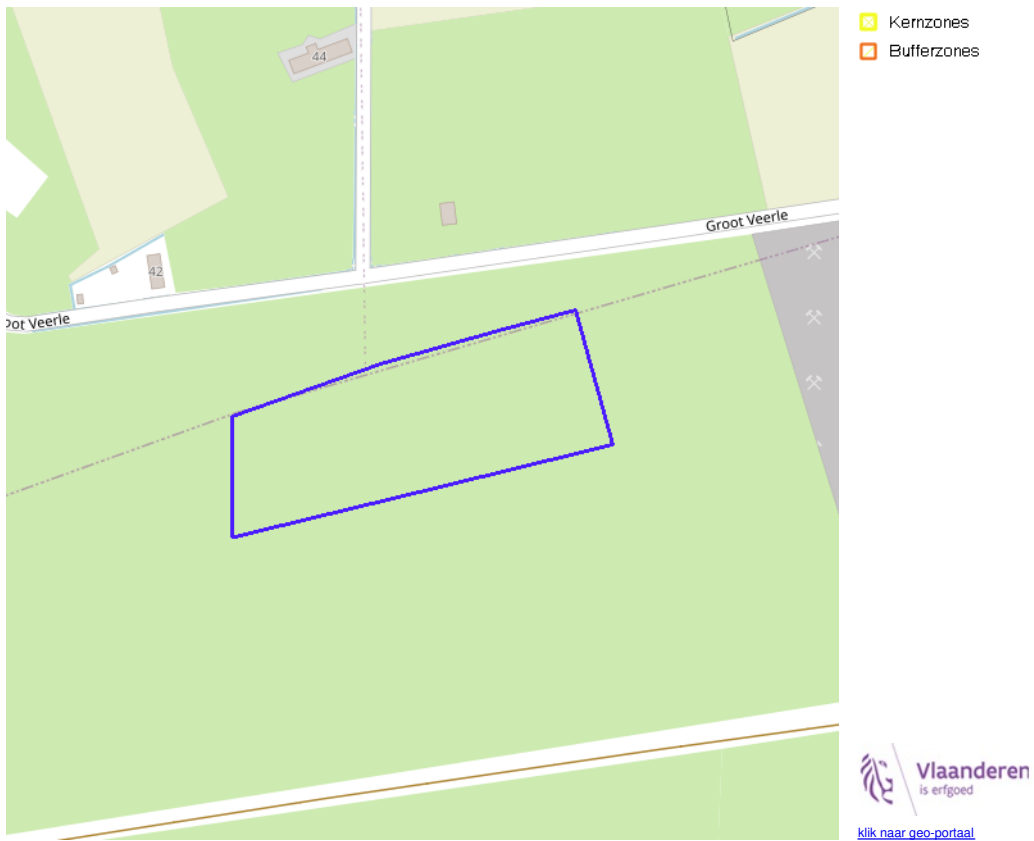 Kernzones
Bufferzones
44
Groot Veerle
42
oot Veerle
Vlaanderen
is erfgoed
klik naar geo-portaal